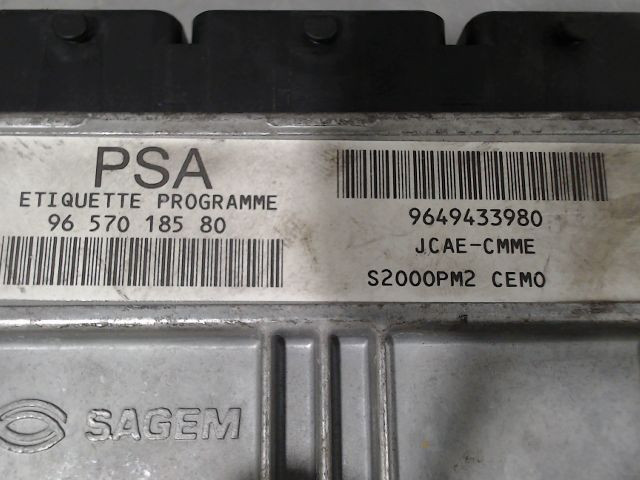 PSA
ETIQUETTE PROGRAMME
96 570 185 80
9649433980
JCAE-CMME
S2000PM2 CEMO
SAGEM